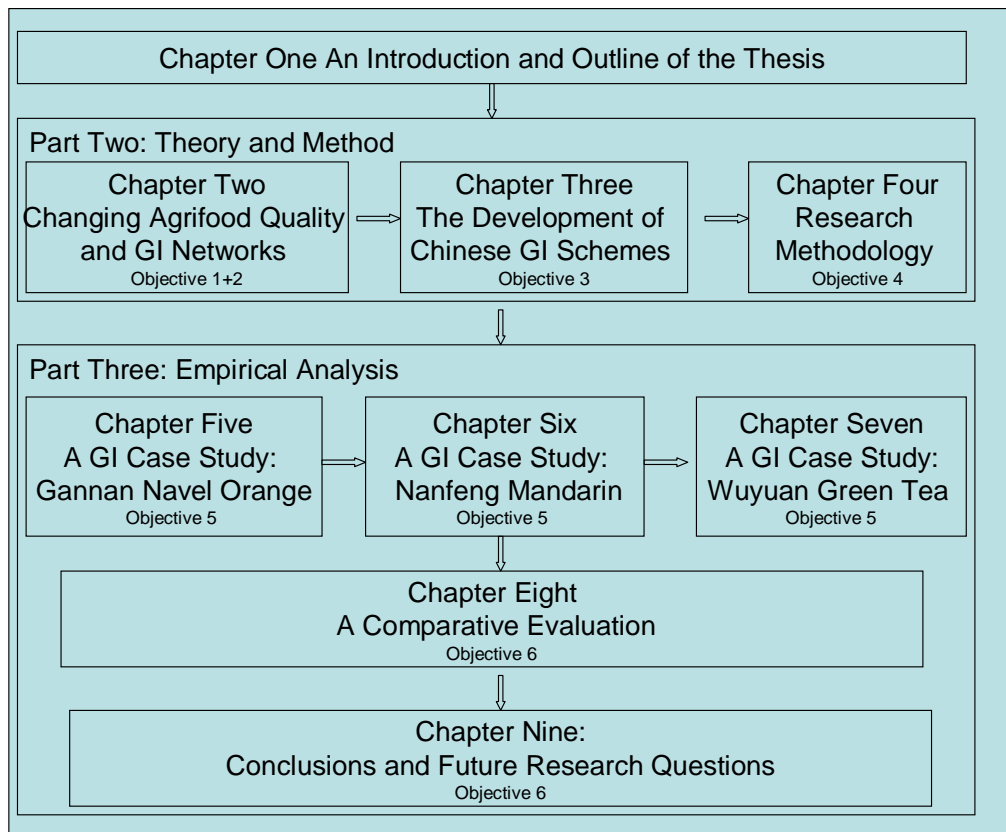 Chapter One An Introduction and Outline of the Thesis
Part Two: Theory and Method
Chapter Two
Changing Agrifood Quality
and GI Networks
Objective 1+2
Chapter Three
The Development of
Chinese GI Schemes
Objective 3
Chapter Four
Research
Methodology
Objective 4
Part Three: Empirical Analysis
Chapter Five
A GI Case Study:
Gannan Navel Orange
Objective 5
Chapter Six
A GI Case Study:
Nanfeng Mandarin
Objective 5
Chapter Seven
A GI Case Study:
Wuyuan Green Tea
Objective 5
Chapter Eight
A Comparative Evaluation
Objective 6
Chapter Nine:
Conclusions and Future Research Questions
Objective 6